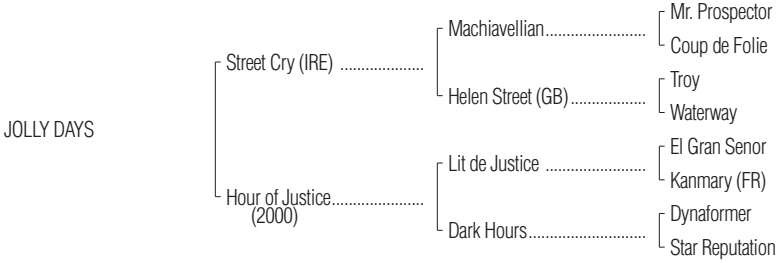 Mr. Prospector
Machiavellian........................
Coup de Folie
Street Cry (IRE) ....................
Troy
Helen Street (GB)..................
Waterway
JOLLY DAYS
El Gran Senor
Lit de Justice ........................
Kanmary (FR)
Hour of Justice......................
(2000)
Dynaformer
Dark Hours............................
Star Reputation